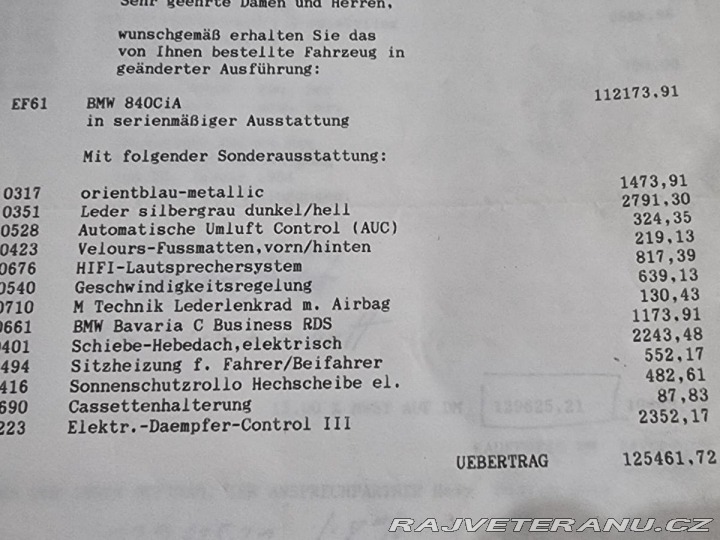 Sehr geehrte Damen und Herren,
wunschgemäß erhalten Sie das
von Ihnen bestellte Fahrzeug in
geänderter Ausführung:
EF61 BMW 840CiA 112173,91
in serienmäßiger Ausstattung
Mit folgender Sonderausstattung:
0317 orientblau-metallic 1473,91
0351 Leder silbergrau dunkel/hell 2791,30
0528 Automatische Umluft Control (AUC) 324,35
0423 Velours-Fussmatten,vorn/hinten 219,13
0676 HIFI-Lautsprechersystem 817,39
0540 Geschwindigkeitsregelung 639,13
0710 M Technik Lederlenkrad m. Airbag 130,43
0661 BMW Bavaria C Business RDS 1173,91
0401 Schiebe-Hebedach,elektrisch 2243,48
494 Sitzheizung f. Fahrer/Beifahrer 552,17
416 Sonnenschutzrollo Hechscheibe el. 482,61
690 Cassettenhalterung 87,83
223 Elektr.-Daempfer-Control III 2352,17
UEBERTRAG 125461,72
RAJVETERANU.CZ